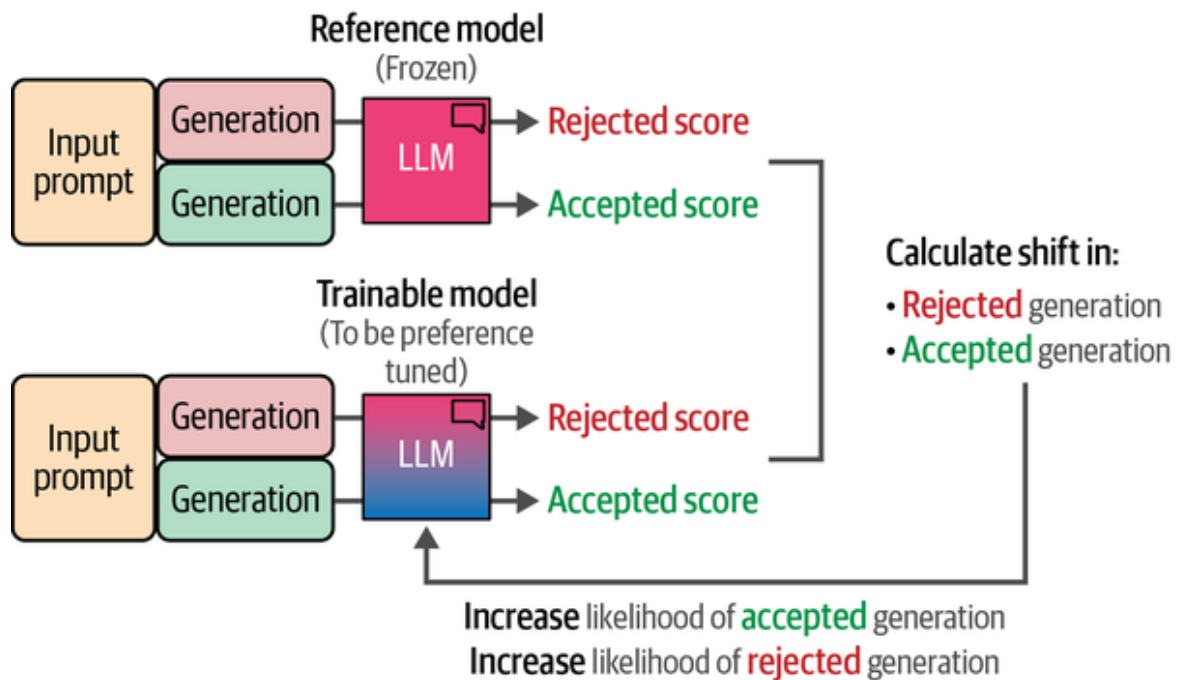 Reference model
(Frozen)
Input
prompt
Generation
Generation
LLM
Rejected score
Accepted score
Trainable model
(To be preference
tuned)
Input
prompt
Generation
Generation
LLM
Rejected score
Accepted score
Calculate shift in:
• Rejected generation
• Accepted generation
Increase likelihood of accepted generation
Increase likelihood of rejected generation